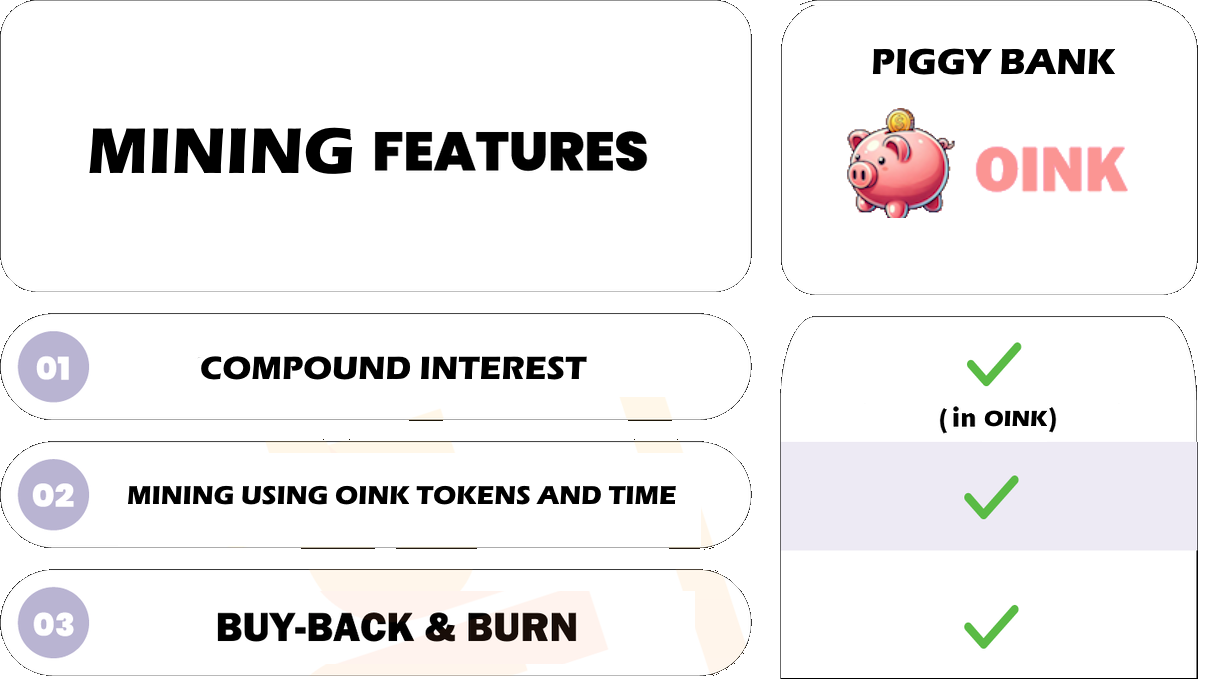 MINING FEATURES
PIGGY BANK
OINK
01 COMPOUND INTEREST
(in OINK)
02 MINING USING OINK TOKENS AND TIME
03 BUY-BACK & BURN